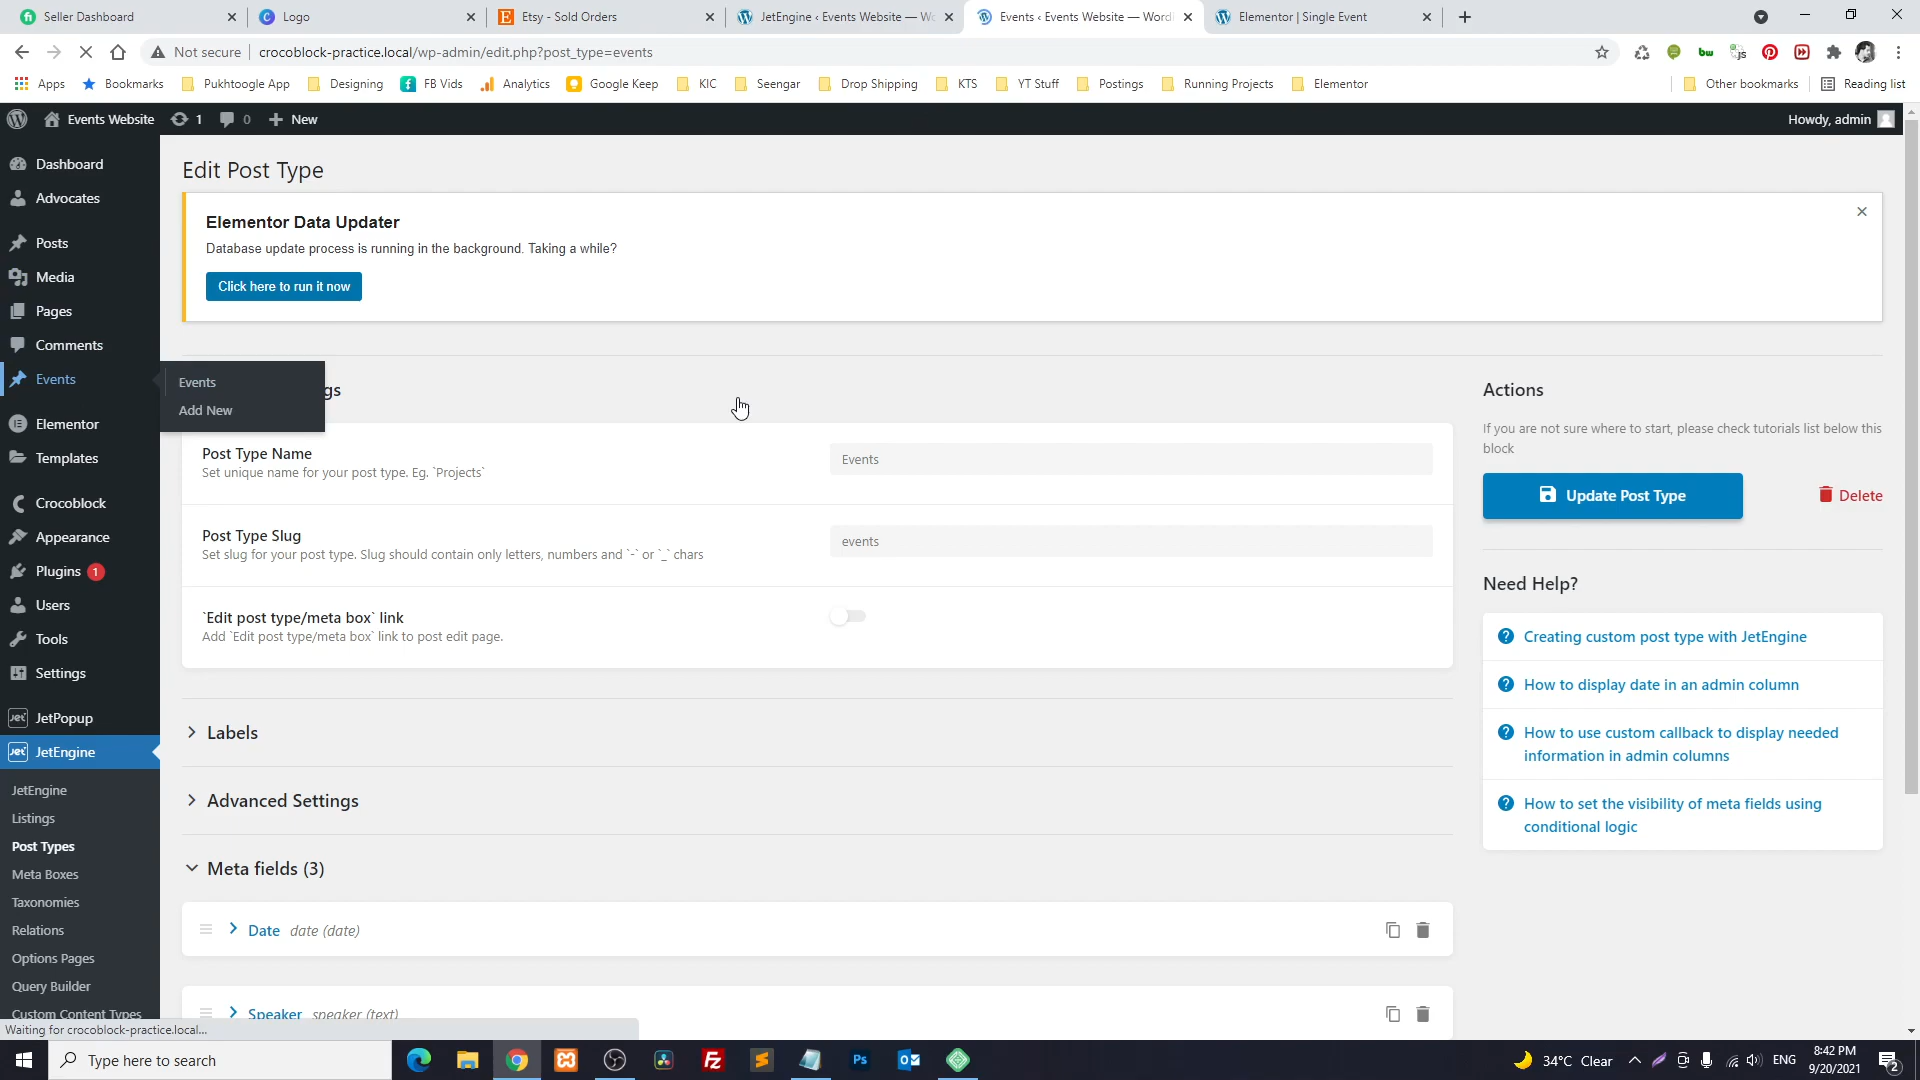 Seller Dashboard
Logo
Etsy - Sold Orders
JetEngine ‹ Events Website — Wo
Events ‹ Events Website — Word
Elementor | Single Event
Not secure
crocoblock-practice.local/wp-admin/edit.php?post_type=events
Apps
Bookmarks
Pukhtoogle App
Designing
FB Vids
Analytics
Google Keep
KIC
Seengar
Drop Shipping
KTS
YT Stuff
Postings
Running Projects
Elementor
Other bookmarks
Reading list
Events Website
1
0
New
Howdy, admin
Dashboard
Advocates
Posts
Media
Pages
Comments
Events
Elementor
Templates
Crocoblock
Appearance
Plugins 1
Users
Tools
Settings
JetPopup
JetEngine
JetEngine
Listings
Post Types
Meta Boxes
Taxonomies
Relations
Options Pages
Query Builder
Custom Content Types
Events
Add New
Edit Post Type
Elementor Data Updater
Database update process is running in the background. Taking a while?
Click here to run it now
gs
Post Type Name
Set unique name for your post type. Eg. `Projects`
Events
Post Type Slug
Set slug for your post type. Slug should contain only letters, numbers and `-` or `_` chars
events
`Edit post type/meta box` link
Add `Edit post type/meta box` link to post edit page.
Labels
Advanced Settings
Meta fields (3)
Date date (date)
Speaker speaker (text)
Actions
If you are not sure where to start, please check tutorials list below this
block
Update Post Type
Delete
Need Help?
Creating custom post type with JetEngine
How to display date in an admin column
How to use custom callback to display needed
information in admin columns
How to set the visibility of meta fields using
conditional logic
Waiting for crocoblock-practice.local...
Type here to search
34°C Clear
ENG
8:42 PM
9/20/2021
2